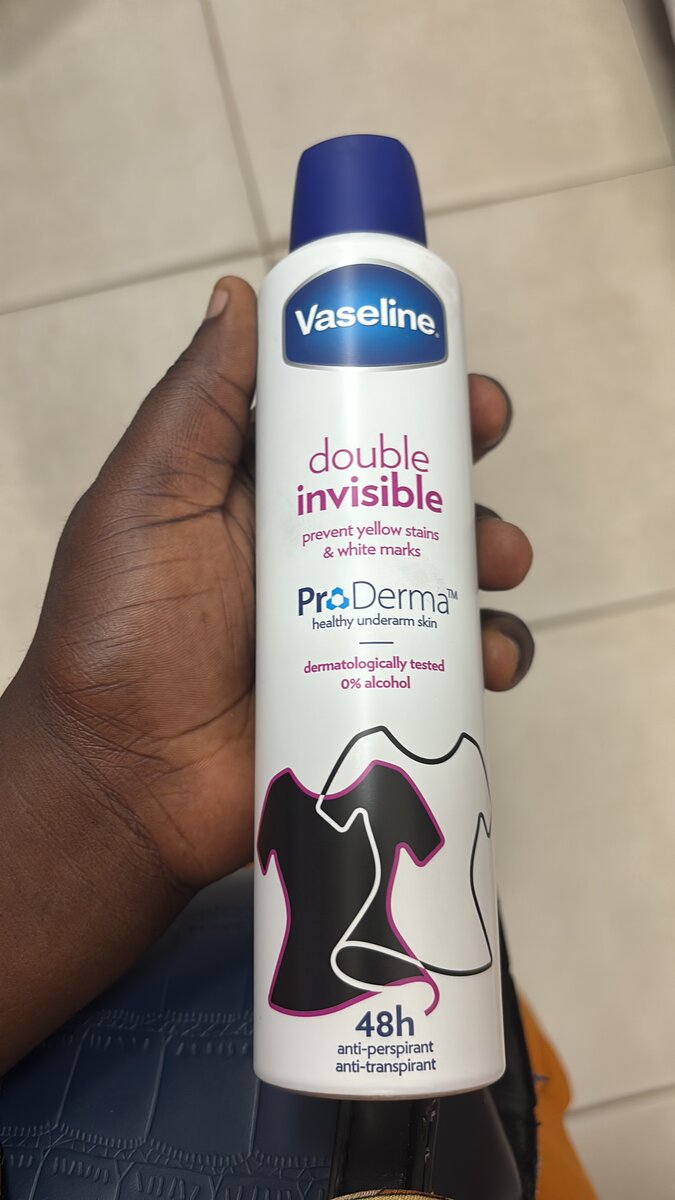 Vaseline
double
invisible
prevent yellow stains
& white marks
ProDerma™
healthy underarm skin
dermatologically tested
0% alcohol
48h
anti-perspirant
anti-transpirant